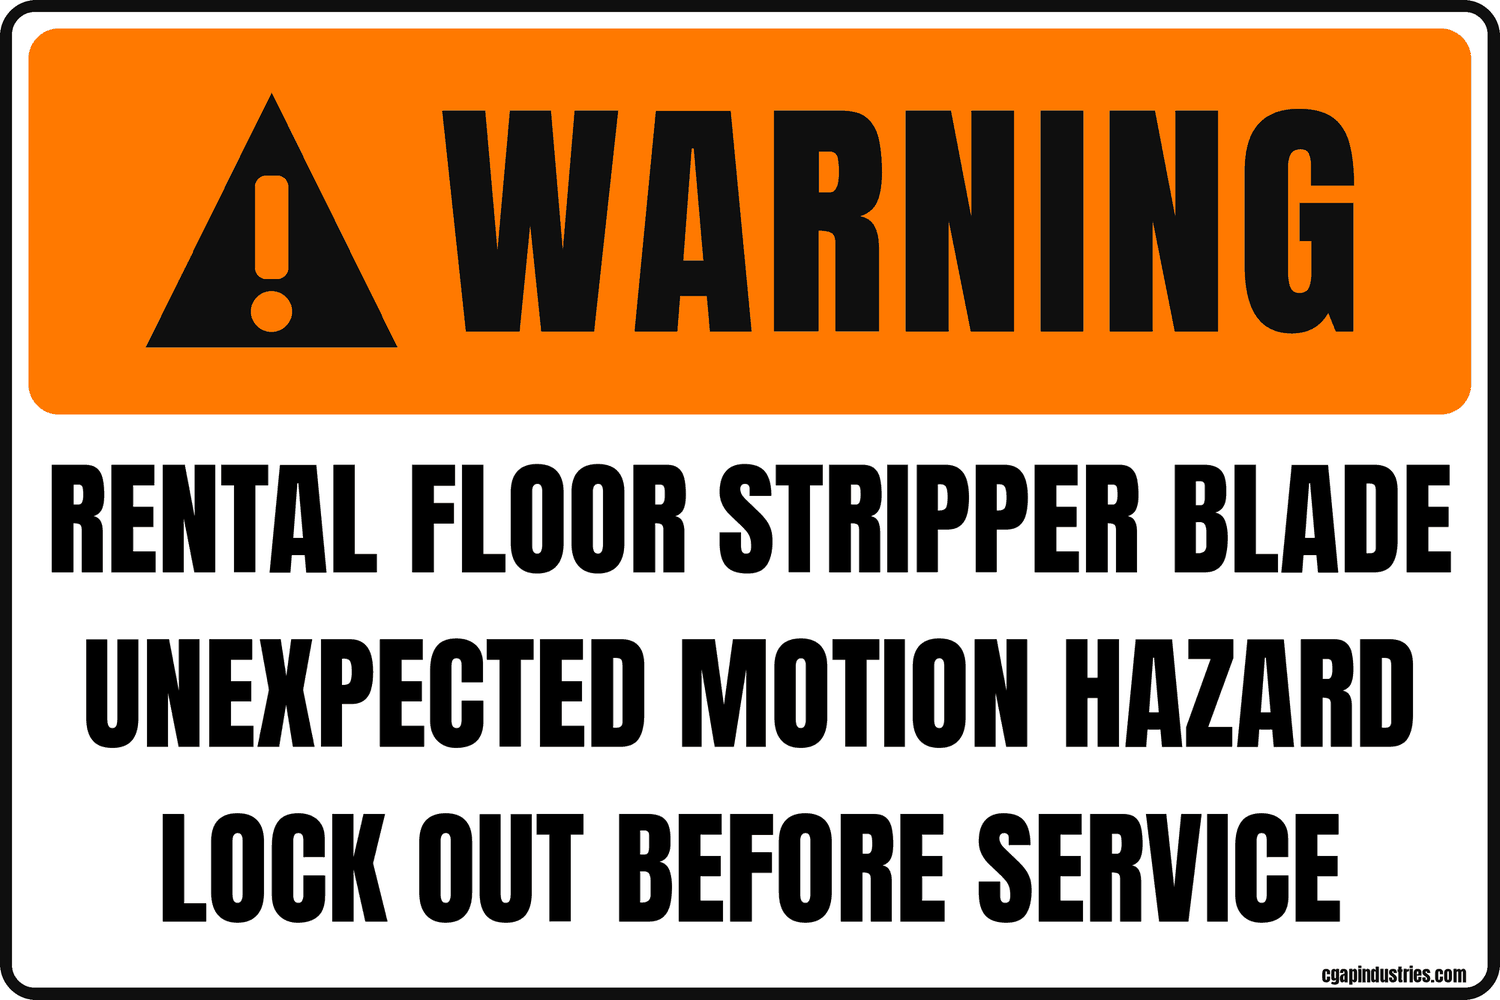 WARNING
RENTAL FLOOR STRIPPER BLADE
UNEXPECTED MOTION HAZARD
LOCK OUT BEFORE SERVICE
cgapindustries.com